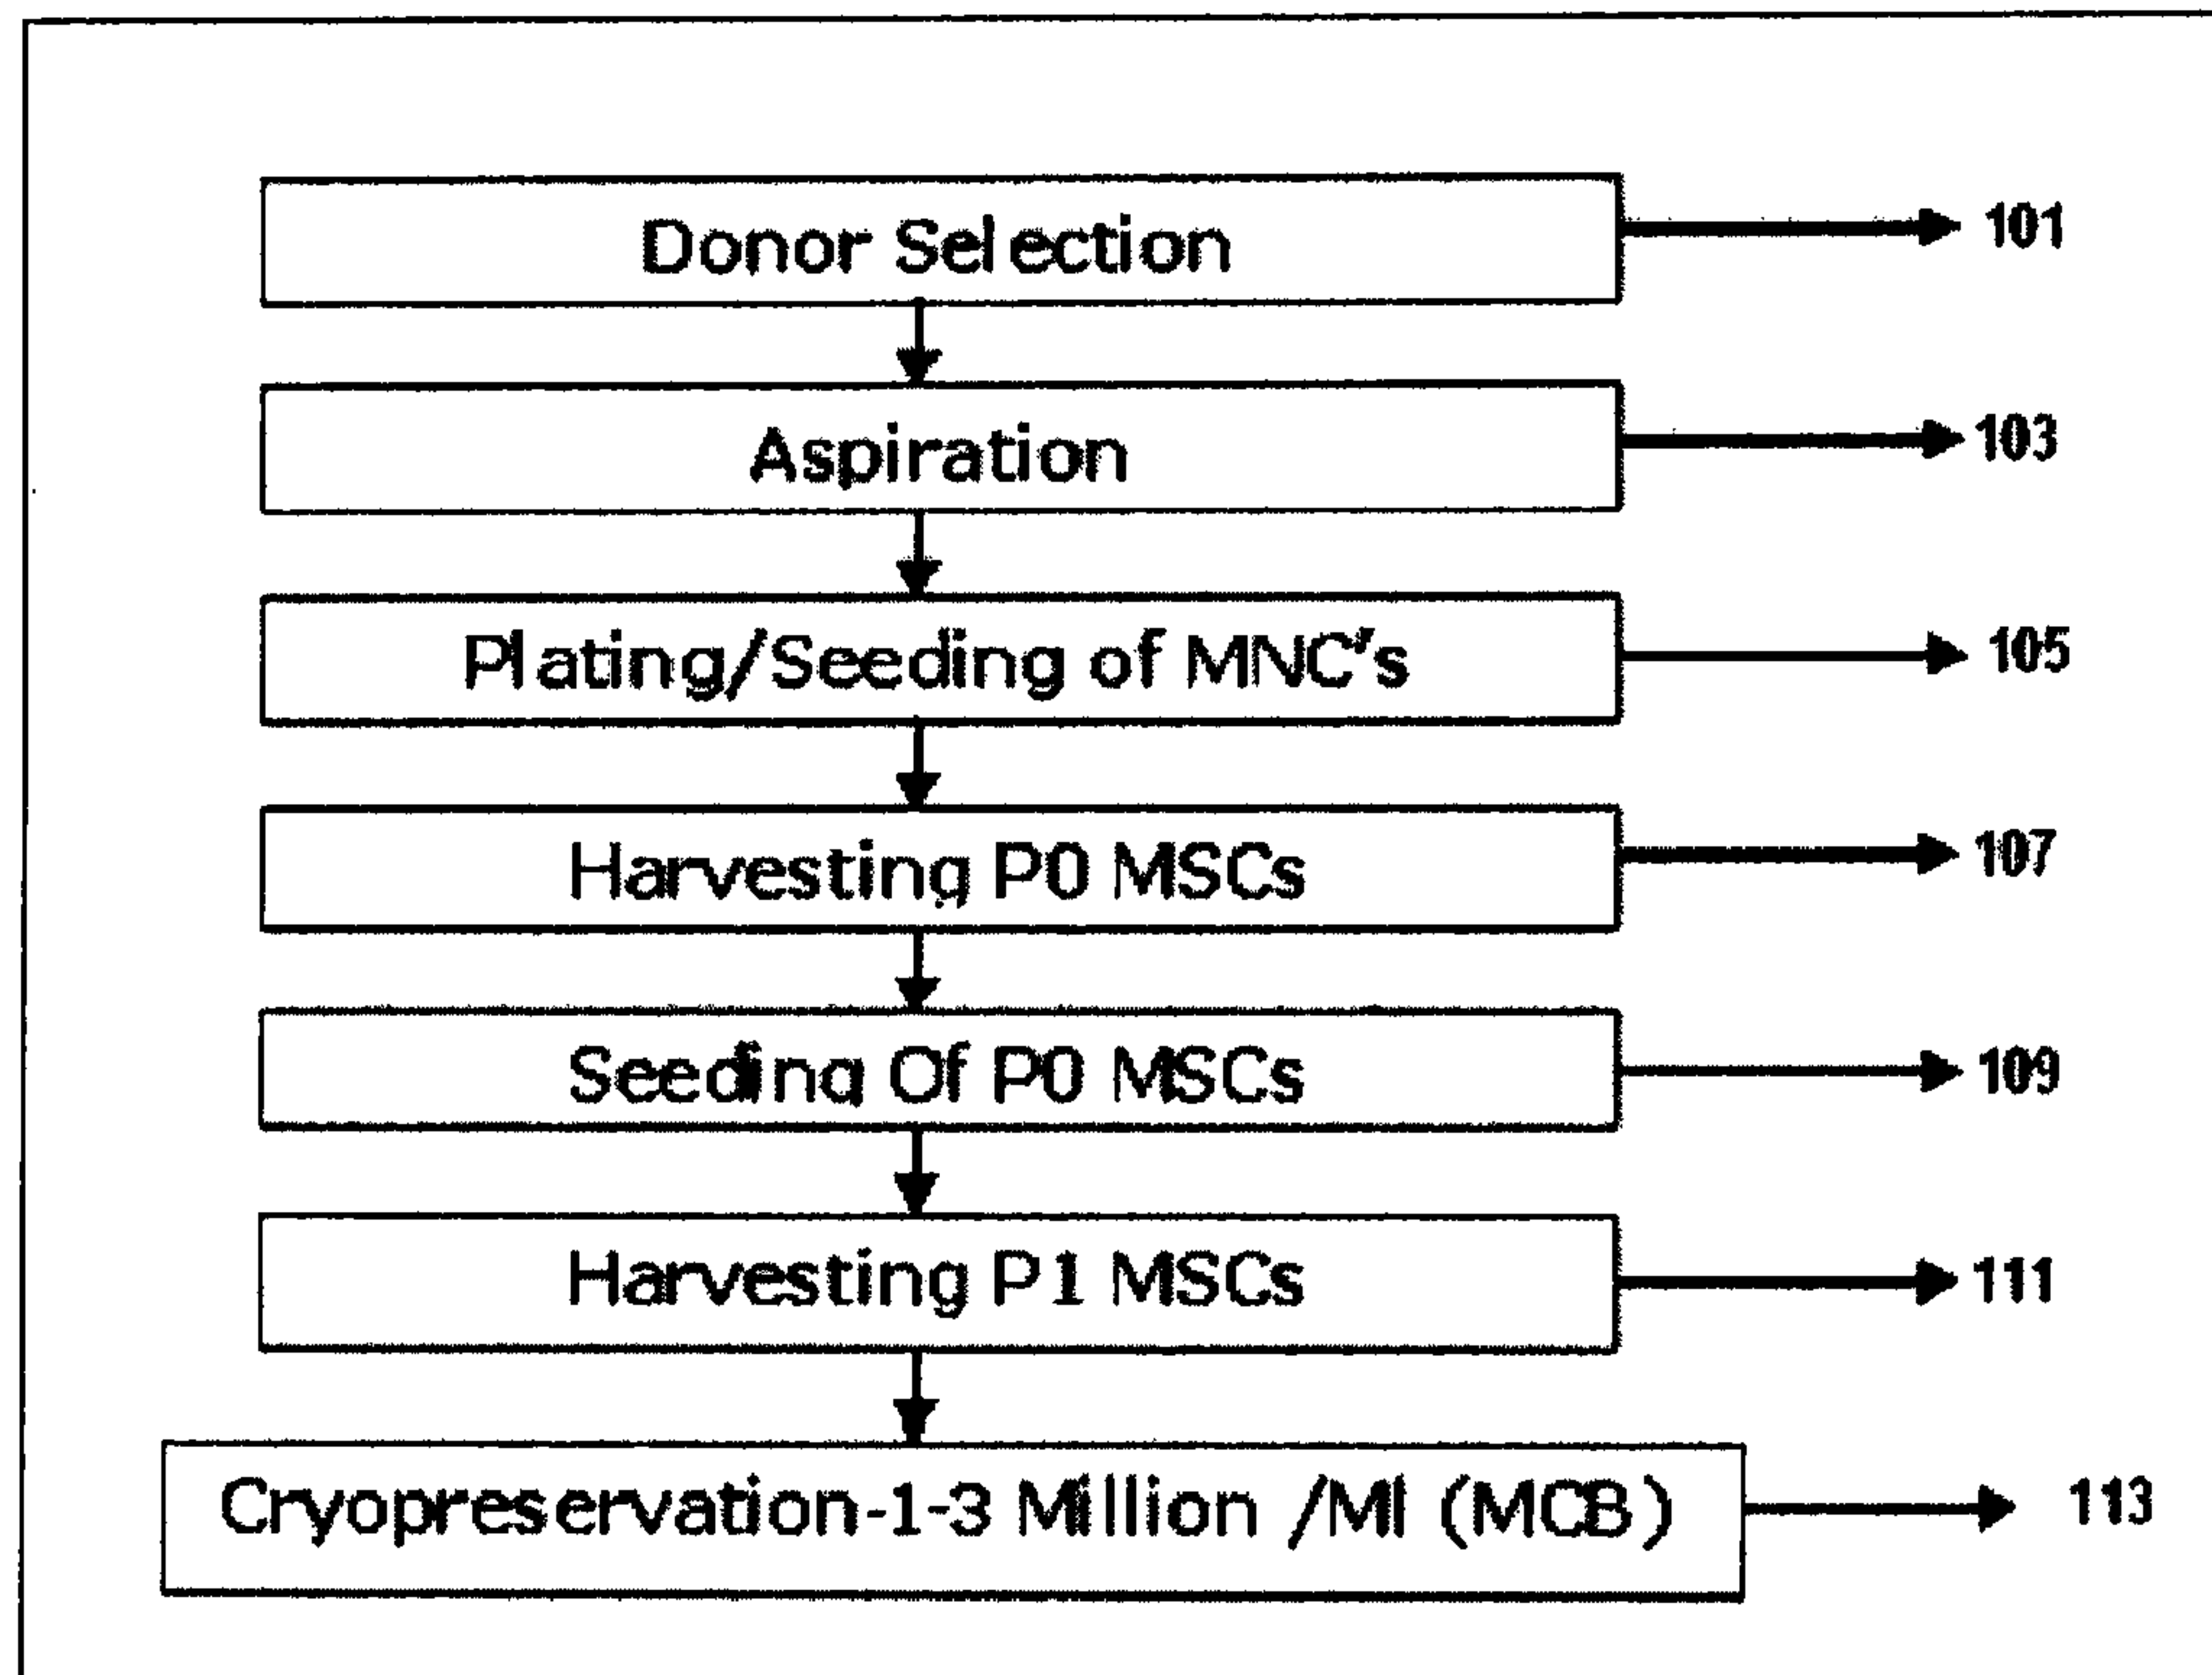 Donor Selection 101
Aspiration 103
Plating/Seeding of MNC's 105
Harvesting P0 MSCs 107
Seeding Of P0 MSCs 109
Harvesting P1 MSCs 111
Cryopreservation-1-3 Million /Ml (MCB) 113